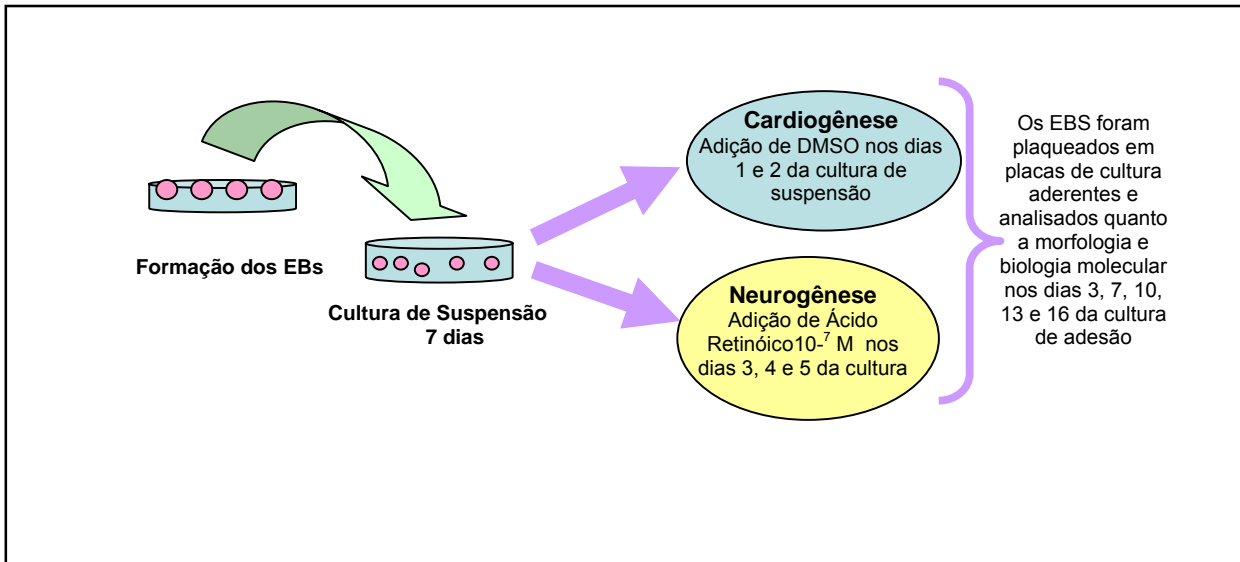 Formação dos EBs
Cultura de Suspensão
7 dias
Cardiogênese
Adição de DMSO nos dias
1 e 2 da cultura de
suspensão
Neurogênese
Adição de Ácido
Retinóico10-⁷ M nos
dias 3, 4 e 5 da cultura
Os EBS foram
plaqueados em
placas de cultura
aderentes e
analisados quanto
a morfologia e
biologia molecular
nos dias 3, 7, 10,
13 e 16 da cultura
de adesão